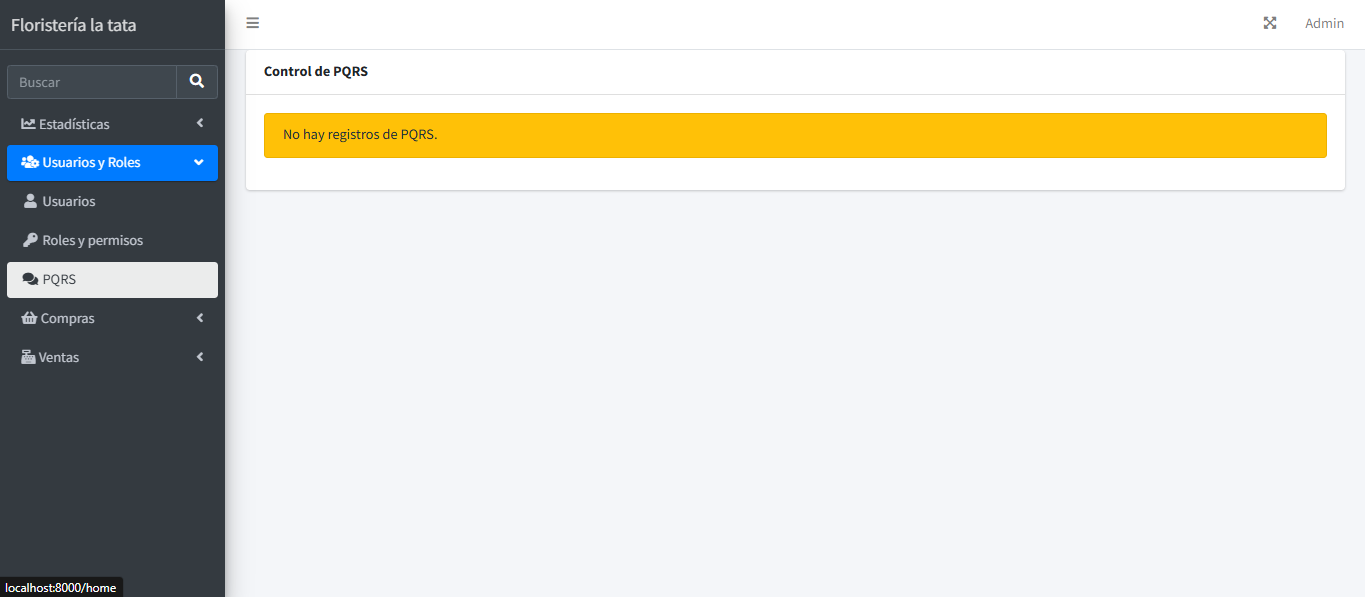 Floristería la tata
Admin
Buscar
Control de PQRS
Estadísticas
No hay registros de PQRS.
Usuarios y Roles
Usuarios
Roles y permisos
PQRS
Compras
Ventas
localhost:8000/home